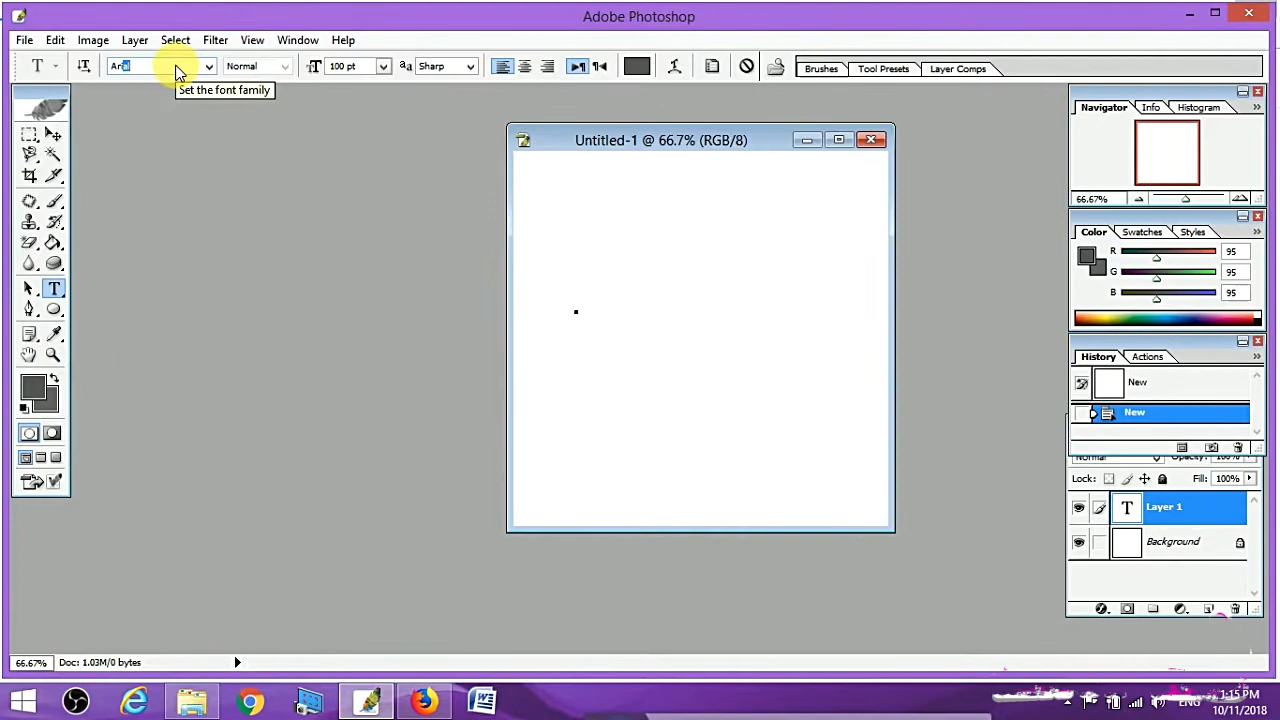 Adobe Photoshop
File Edit Image Layer Select Filter View Window Help
T Arial Normal 100 pt Sharp Brushes Tool Presets Layer Comps
Set the font family
Untitled-1 @ 66.7% (RGB/8)
Navigator Info Histogram
66.67%
Color Swatches Styles
R 95
G 95
B 95
History Actions
New
New
Normal Opacity: 100%
Lock: Fill: 100%
T Layer 1
Background
66.67% Doc: 1.03M/0 bytes
ENG 1:15 PM
10/11/2018